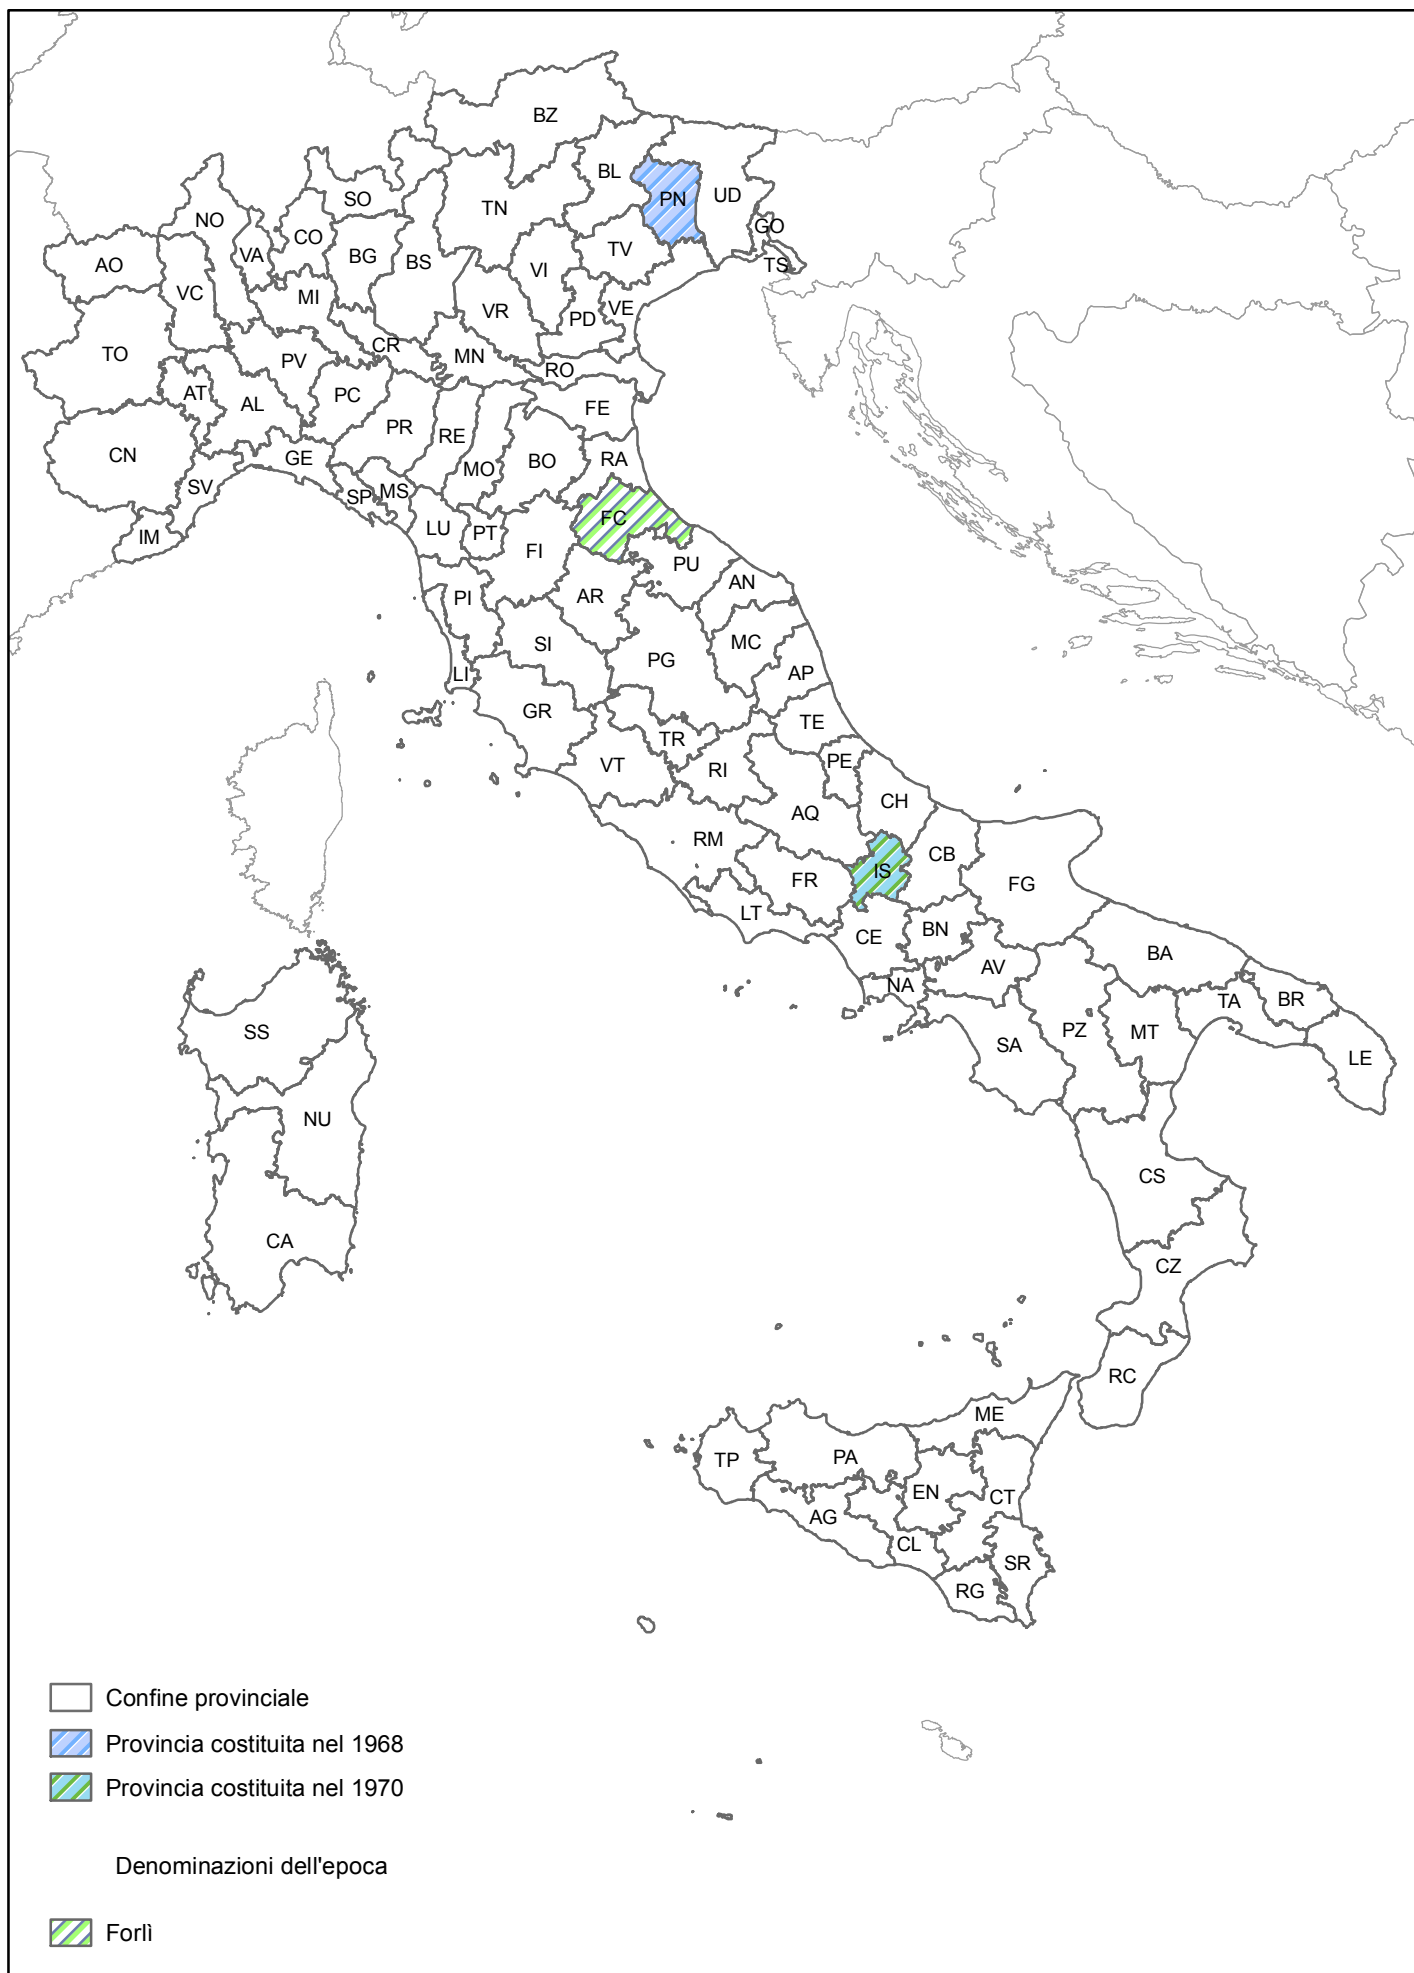 BZ
BL
SO
TN
PN
UD
NO
CO
BG
BS
VI
TV
GO
AO
VA
TS
VC
MI
VR
PD
VE
TO
CR
MN
PV
RO
AT
AL
PC
FE
PR
RE
CN
GE
MO
BO
RA
SV
SP
MS
FC
IM
LU
PT
FI
PU
AN
PI
AR
SI
MC
PG
LI
AP
GR
TR
TE
VT
RI
PE
AQ
CH
RM
CB
FR
IS
FG
LT
CE
BN
BA
NA
AV
TA
BR
SS
SA
PZ
MT
LE
NU
CS
CA
CZ
RC
ME
TP
PA
EN
CT
AG
CL
SR
RG
Confine provinciale
Provincia costituita nel 1968
Provincia costituita nel 1970
Denominazioni dell'epoca
Forlì